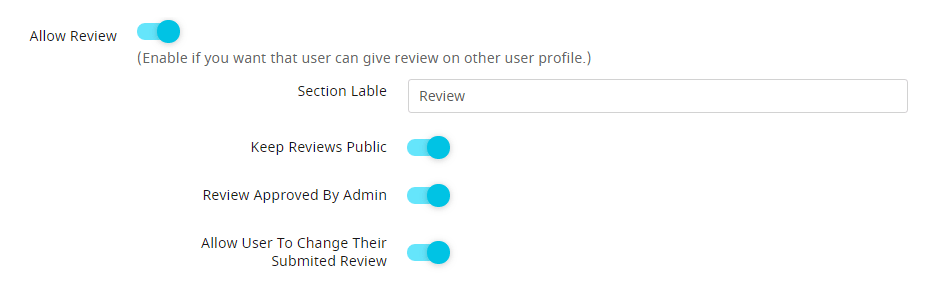 Allow Review
(Enable if you want that user can give review on other user profile.)
Section Lable
Review
Keep Reviews Public
Review Approved By Admin
Allow User To Change Their
Submited Review